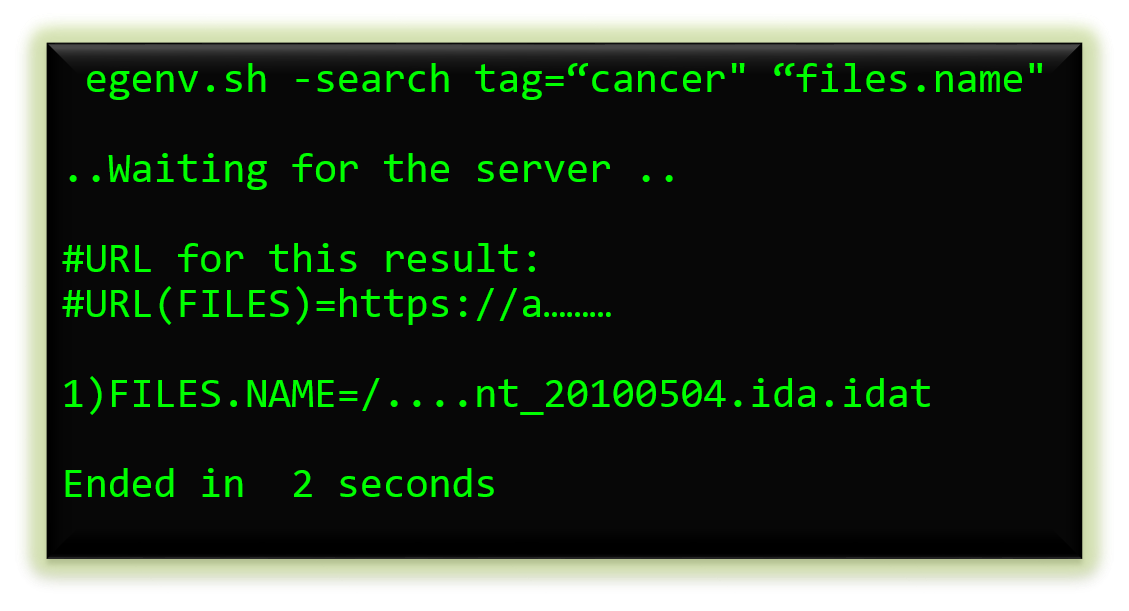 egenv.sh -search tag=“cancer" “files.name"
..Waiting for the server ..
#URL for this result:
#URL(FILES)=https://a………
1)FILES.NAME=/....nt_20100504.ida.idat
Ended in  2 seconds